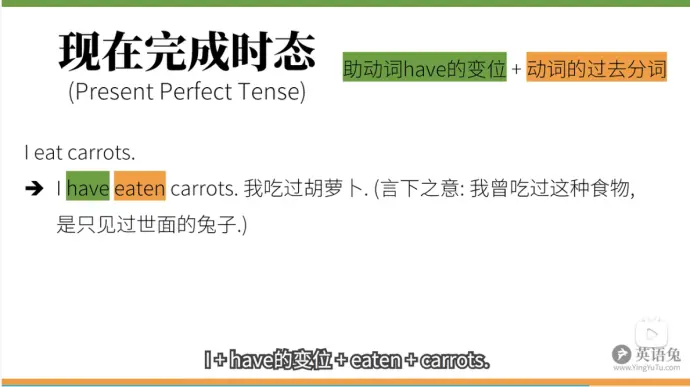 现在完成时态
(Present Perfect Tense)
助动词have的变位 + 动词的过去分词
I eat carrots.
➔ I have eaten carrots. 我吃过胡萝卜. (言下之意: 我曾吃过这种食物,
是只见过世面的兔子.)
I + have的变位 + eaten + carrots.
英语兔
www.YingYuTu.com